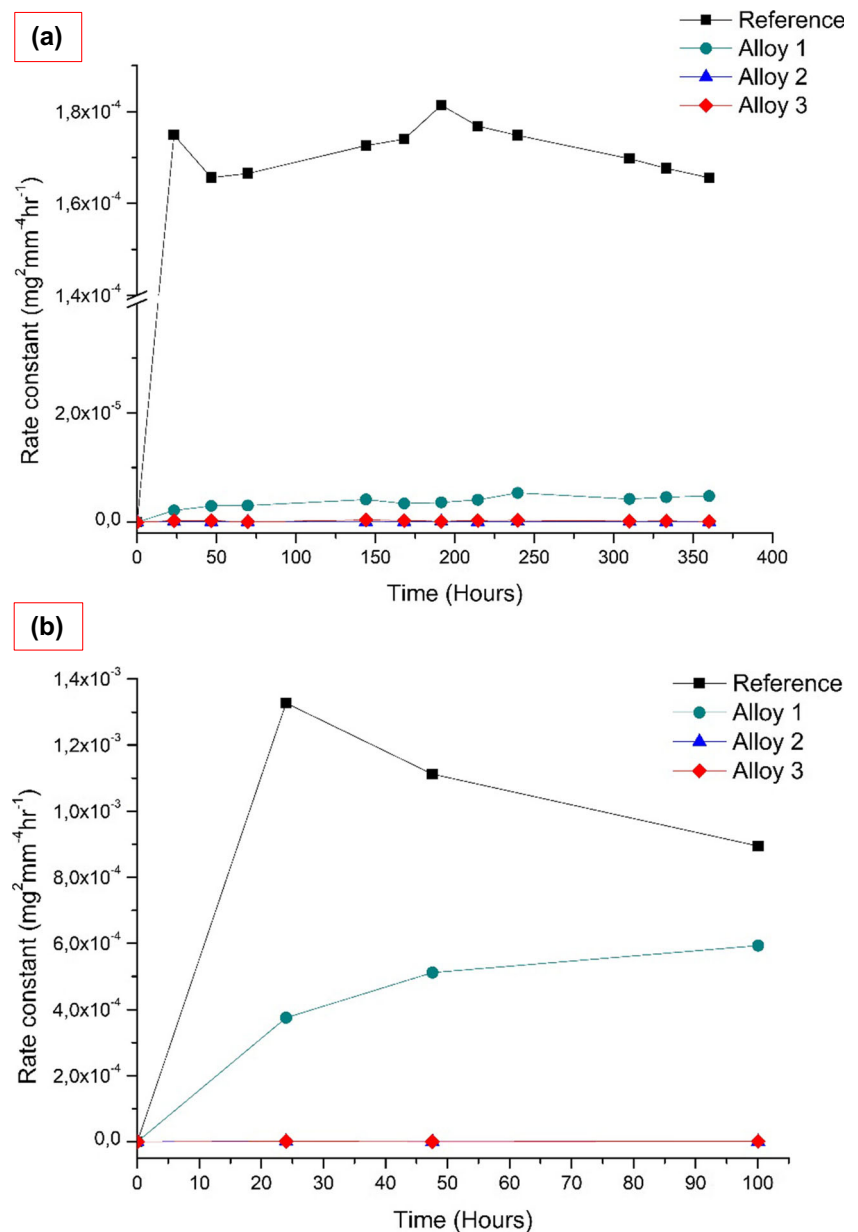 (a)
Reference
Alloy 1
Alloy 2
Alloy 3
Rate constant (mg²mm⁻⁴hr⁻¹)
1,8x10⁻⁴
1,6x10⁻⁴
1,4x10⁻⁴
2,0x10⁻⁵
0,0
0 50 100 150 200 250 300 350 400
Time (Hours)
(b)
Reference
Alloy 1
Alloy 2
Alloy 3
Rate constant (mg²mm⁻⁴hr⁻¹)
1,4x10⁻³
1,2x10⁻³
1,0x10⁻³
8,0x10⁻⁴
6,0x10⁻⁴
4,0x10⁻⁴
2,0x10⁻⁴
0,0
0 10 20 30 40 50 60 70 80 90 100
Time (Hours)